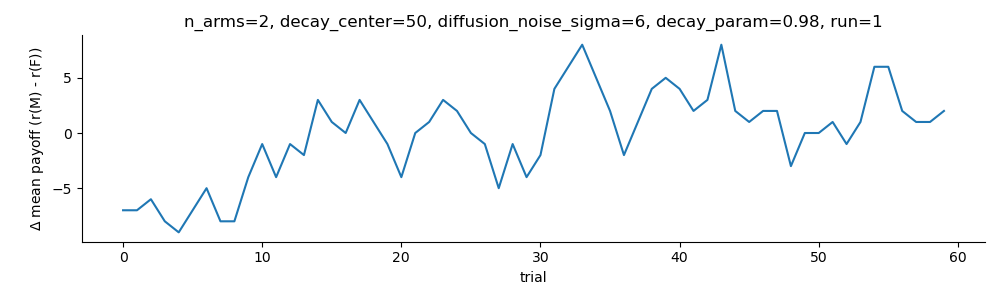 n_arms=2, decay_center=50, diffusion_noise_sigma=6, decay_param=0.98, run=1
Δ mean payoff (r(M) - r(F))
5
0
−5
0 10 20 30 40 50 60
trial